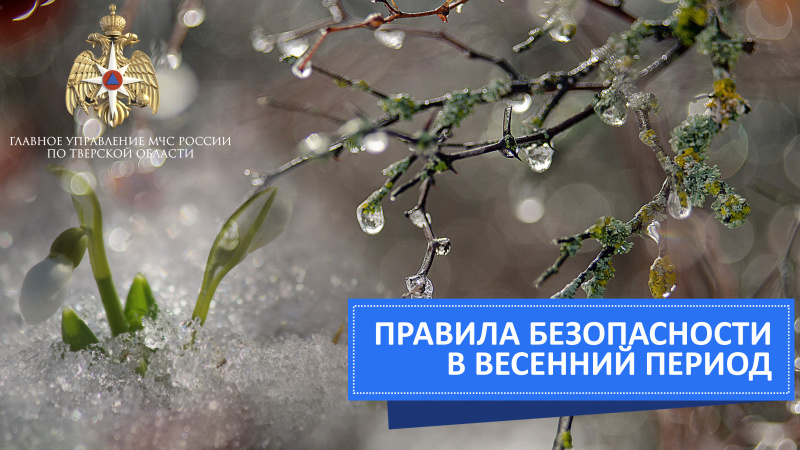 ГЛАВНОЕ УПРАВЛЕНИЕ МЧС РОССИИ
ПО ТВЕРСКОЙ ОБЛАСТИ
ПРАВИЛА БЕЗОПАСНОСТИ
В ВЕСЕННИЙ ПЕРИОД